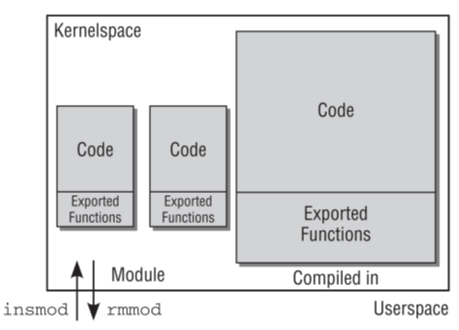 Kernelspace
Code
Exported
Functions
Code
Exported
Functions
Code
Exported
Functions
Module
Compiled in
insmod
rmmod
Userspace